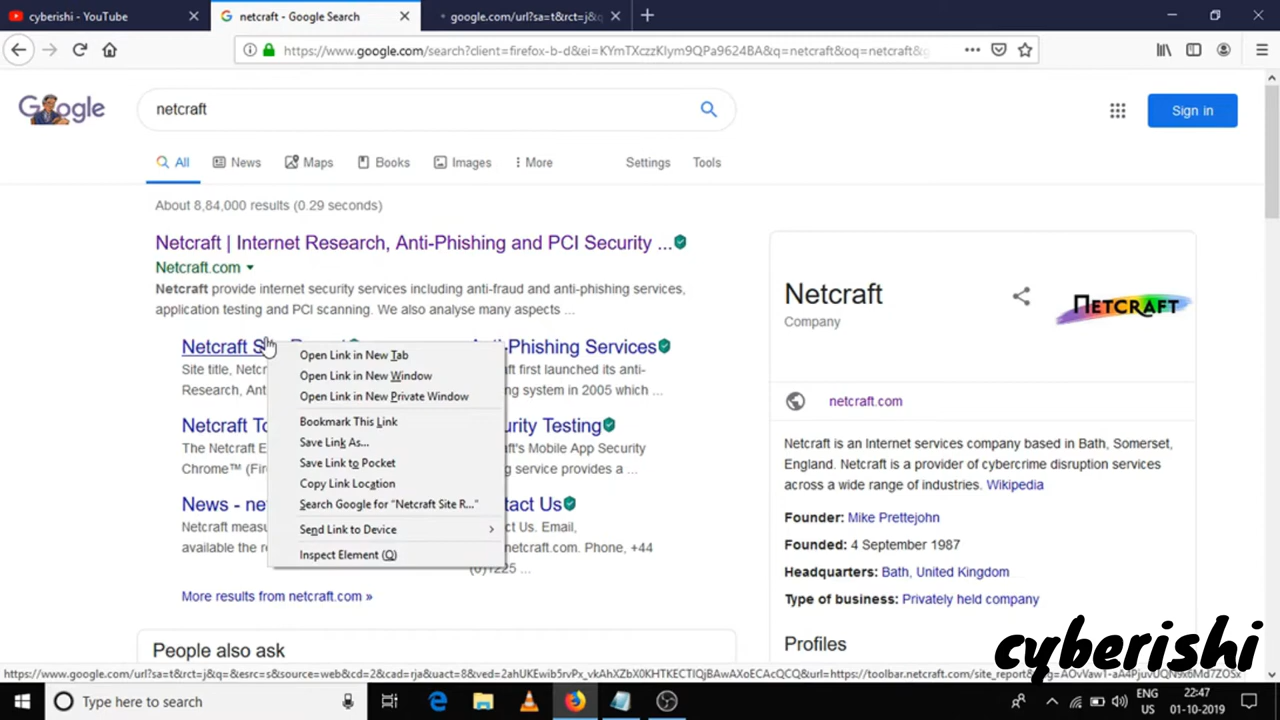 cyberishi - YouTube
netcraft - Google Search
google.com/url?sa=t&rct=j&q
https://www.google.com/search?client=firefox-b-d&ei=KYmTXczzKIym9QPa9624BA&q=netcraft&oq=netcraft&g
Google
netcraft
Sign in
All
News
Maps
Books
Images
More
Settings
Tools
About 8,84,000 results (0.29 seconds)
Netcraft | Internet Research, Anti-Phishing and PCI Security ...
Netcraft.com
Netcraft provide internet security services including anti-fraud and anti-phishing services,
application testing and PCI scanning. We also analyse many aspects ...
Netcraft S
Site title, Netc
Research, Ant
Anti-Phishing Services
ft first launched its anti-
ng system in 2005 which ...
Netcraft To
The Netcraft E
Chrome™ (Fire
urity Testing
ft's Mobile App Security
g service provides a ...
News - ne
Netcraft measu
available the re
tact Us
ct Us. Email,
netcraft.com. Phone, +44
(0)1225 ...
More results from netcraft.com »
People also ask
Open Link in New Tab
Open Link in New Window
Open Link in New Private Window
Bookmark This Link
Save Link As...
Save Link to Pocket
Copy Link Location
Search Google for "Netcraft Site R..."
Send Link to Device
Inspect Element (Q)
Netcraft
Company
NETCRAFT
netcraft.com
Netcraft is an Internet services company based in Bath, Somerset,
England. Netcraft is a provider of cybercrime disruption services
across a wide range of industries. Wikipedia
Founder: Mike Prettejohn
Founded: 4 September 1987
Headquarters: Bath, United Kingdom
Type of business: Privately held company
Profiles
cyberishi
Type here to search
ENG
US
22:47
01-10-2019